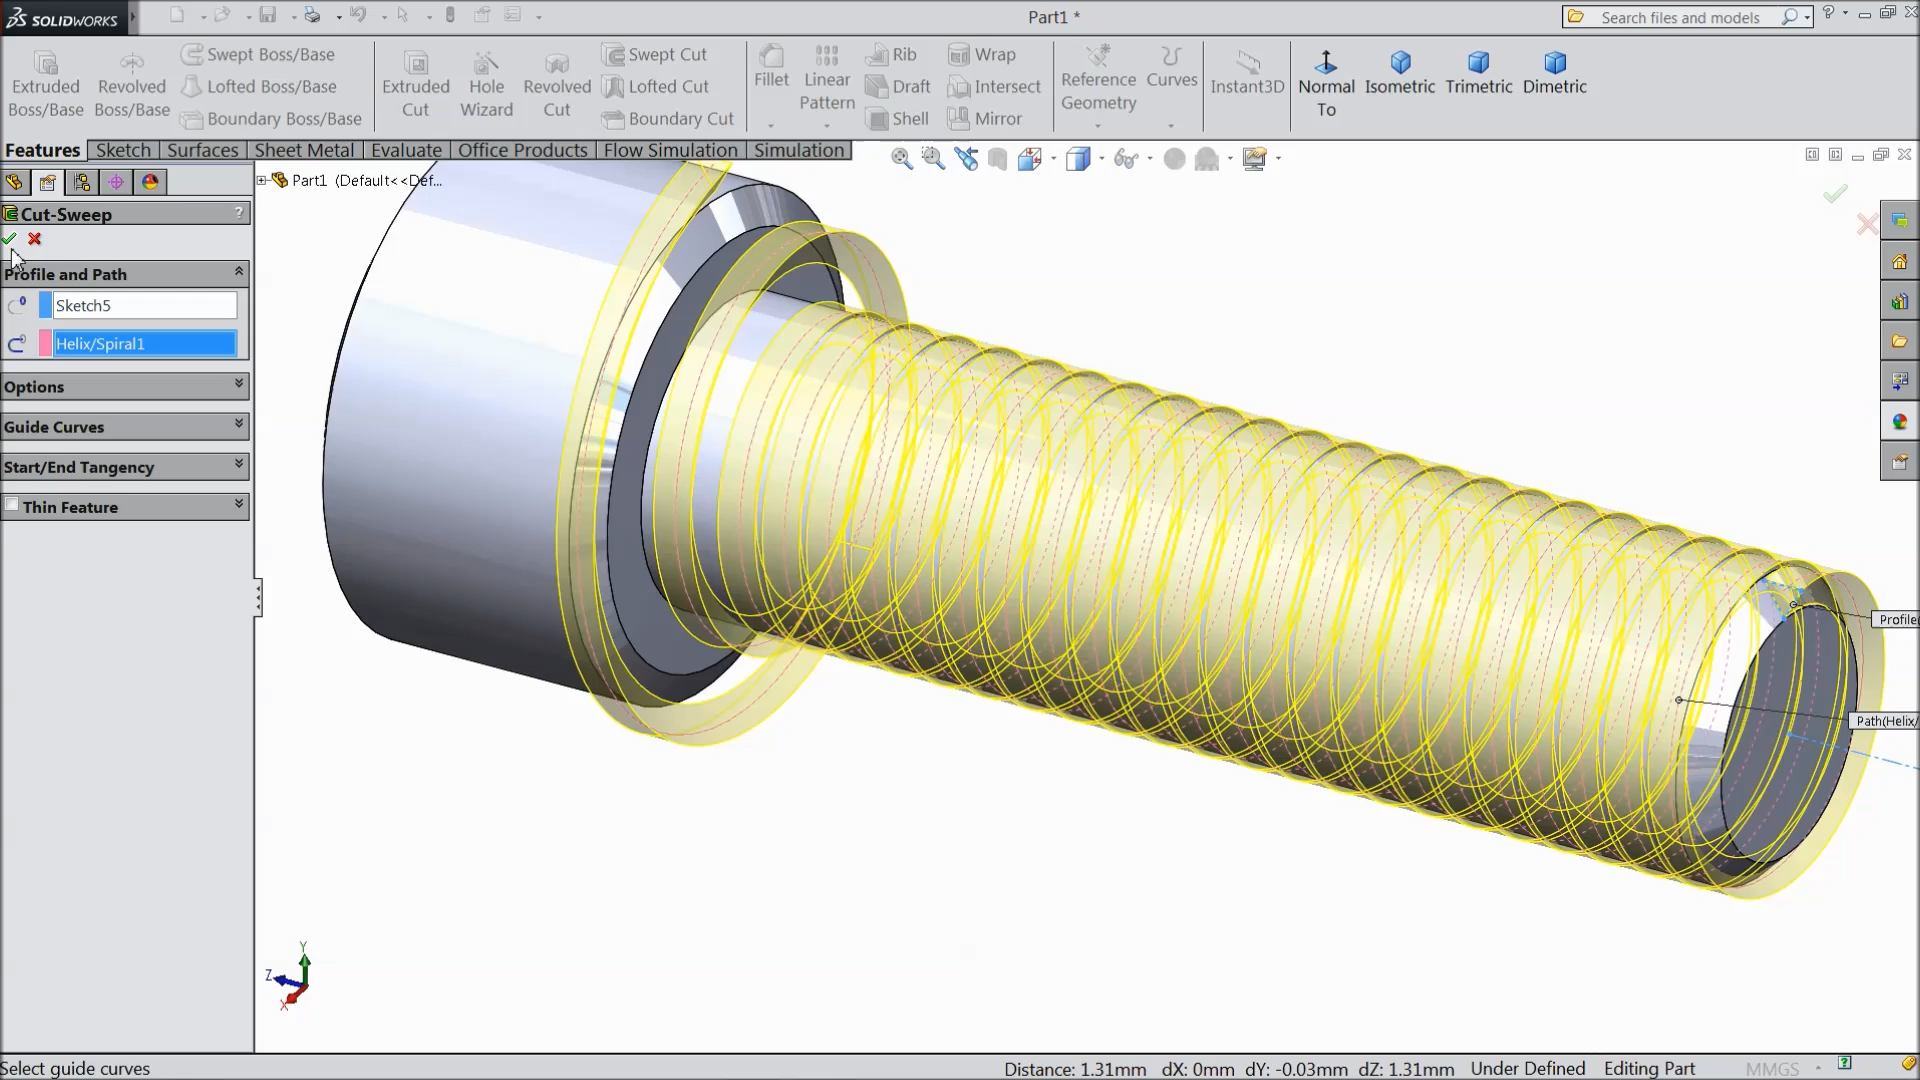 SOLIDWORKS
Part1 *
Search files and models
?
Extruded Boss/Base
Revolved Boss/Base
Swept Boss/Base
Lofted Boss/Base
Boundary Boss/Base
Extruded Cut
Hole Wizard
Revolved Cut
Swept Cut
Lofted Cut
Boundary Cut
Fillet
Linear Pattern
Rib
Draft
Shell
Wrap
Intersect
Mirror
Reference Geometry
Curves
Instant3D
Normal To
Isometric
Trimetric
Dimetric
Features
Sketch
Surfaces
Sheet Metal
Evaluate
Office Products
Flow Simulation
Simulation
Part1 (Default<<Def...
Cut-Sweep
?
Profile and Path
Sketch5
Helix/Spiral1
Options
Guide Curves
Start/End Tangency
Thin Feature
Profile(
Path(Helix/
Y
Z
X
Select guide curves
Distance: 1.31mm dX: 0mm dY: -0.03mm dZ: 1.31mm
Under Defined
Editing Part
MMGS
?